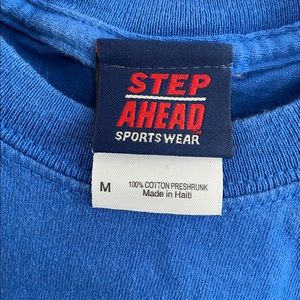 STEP
AHEAD
SPORTSWEAR
M
100% COTTON PRESHRUNK
Made in Haiti